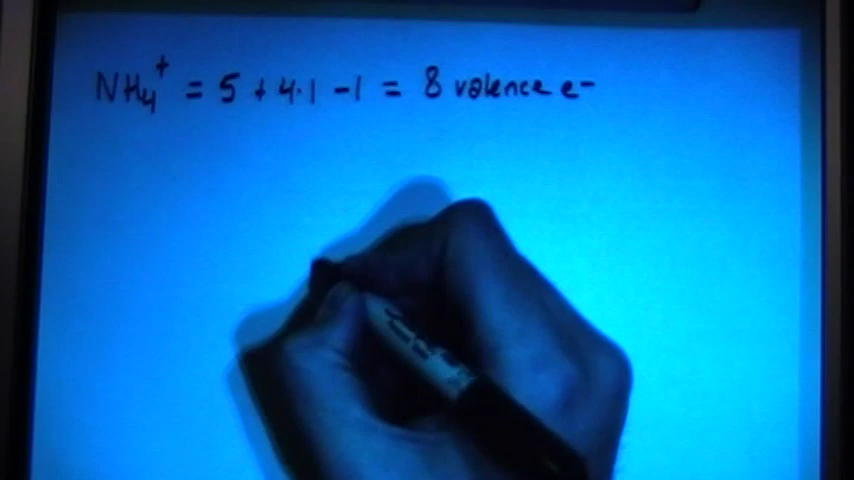 NH₄⁺ = 5 + 4·1 - 1 = 8 valence e⁻